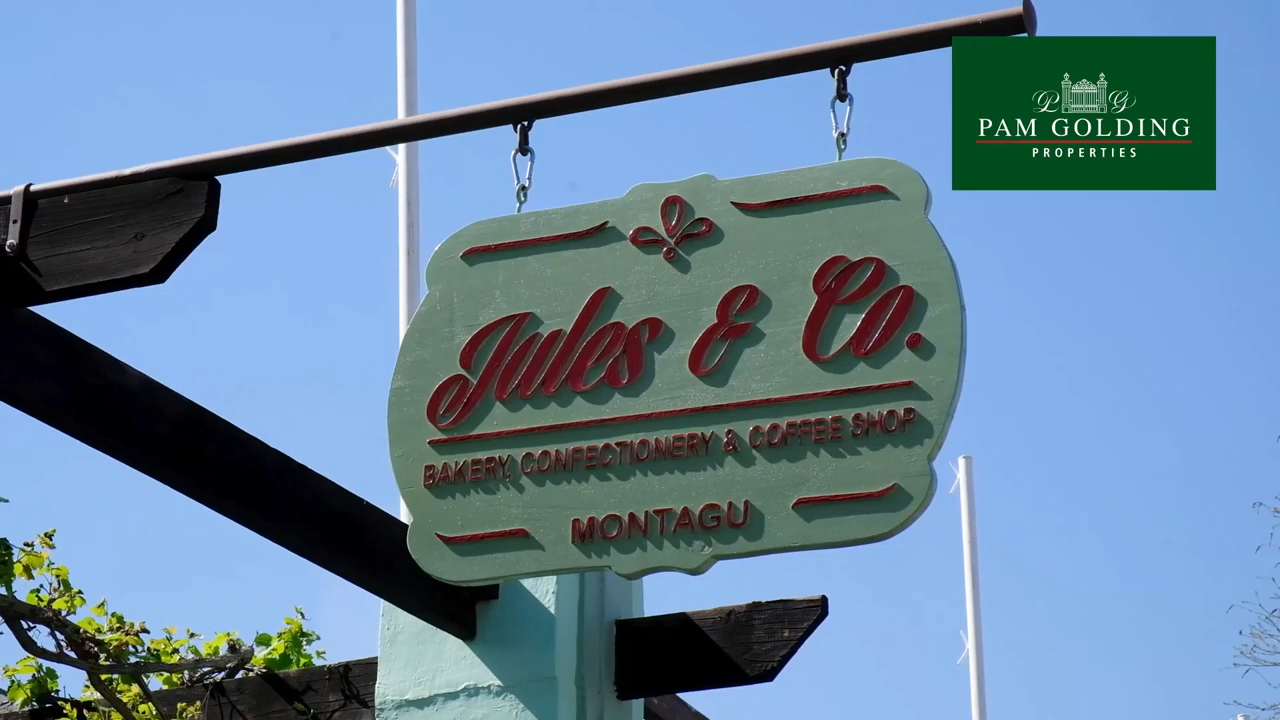 P G
PAM GOLDING
PROPERTIES
Jules & Co.
BAKERY, CONFECTIONERY & COFFEE SHOP
MONTAGU